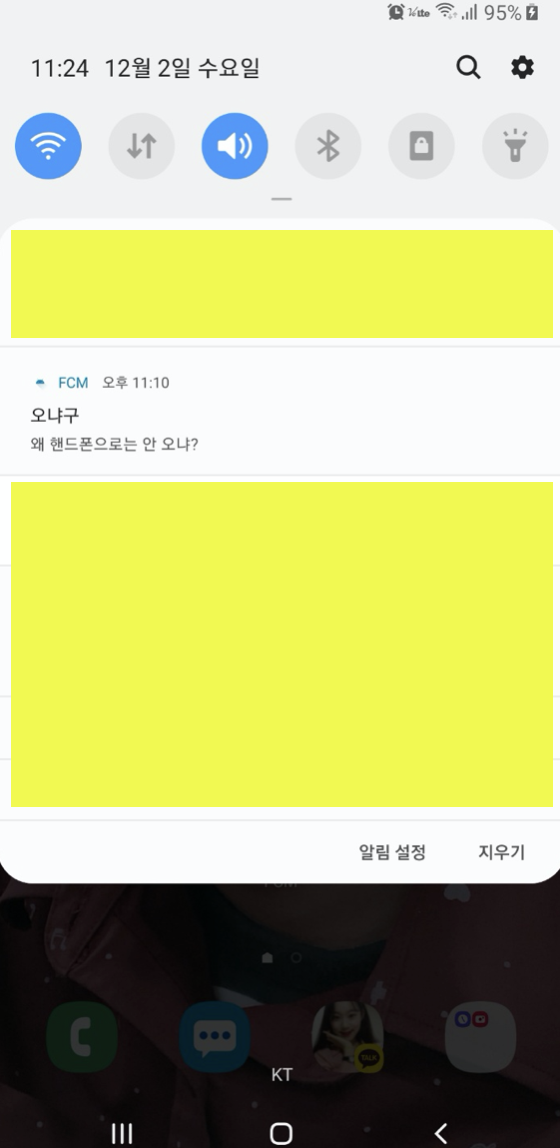 VoLTE 95%
11:24 12월 2일 수요일
FCM 오후 11:10
오냐구
왜 핸드폰으로는 안 오냐?
알림 설정 지우기
FCM
TALK
KT